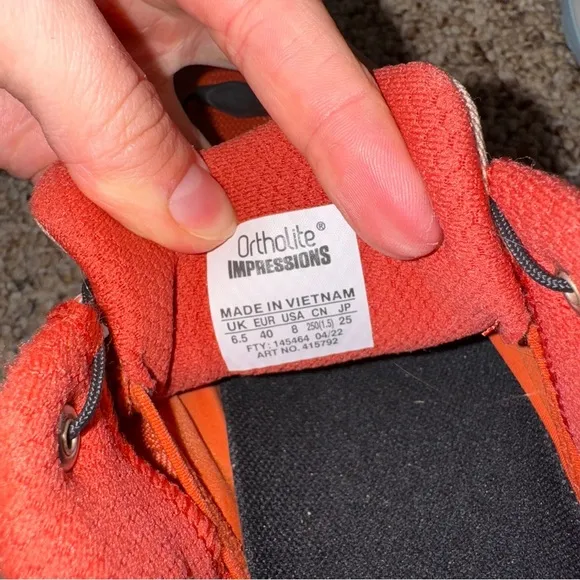 Ortholite®
IMPRESSIONS
MADE IN VIETNAM
UK EUR USA CN JP
6.5 40 8 250(1.5) 25
FTY: 145464 04/22
ART NO. 415792